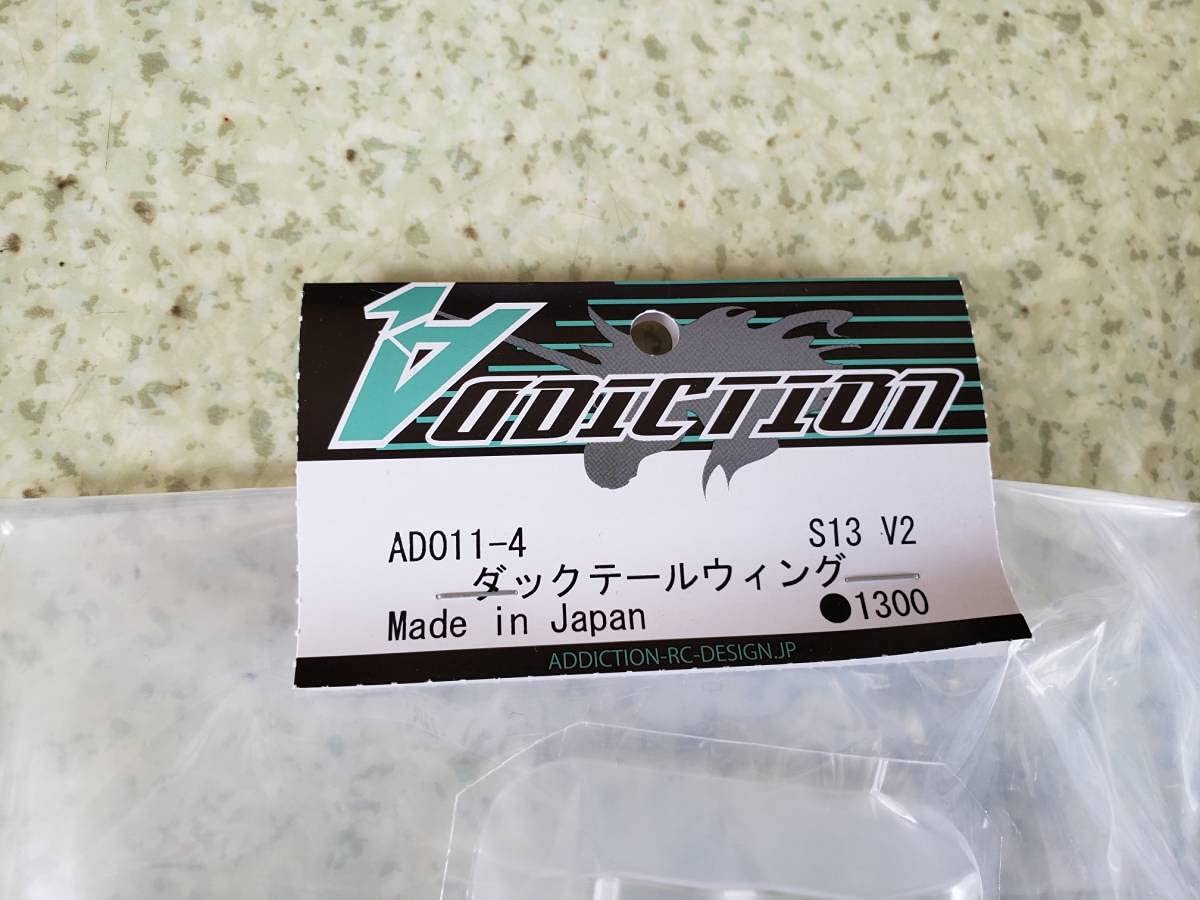 ADDICTION
AD011-4 S13 V2
ダックテールウィング
Made in Japan ●1300
ADDICTION-RC-DESIGN.JP